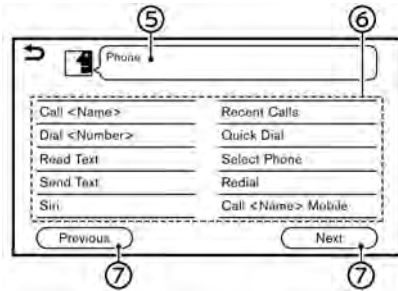 ⑤ ⑥
Phone
Call <Name> Recent Calls
Dial <Number> Quick Dial
Read Text Select Phone
Send Text Redial
Siri Call <Name> Mobile
Previous Next
⑦ ⑦